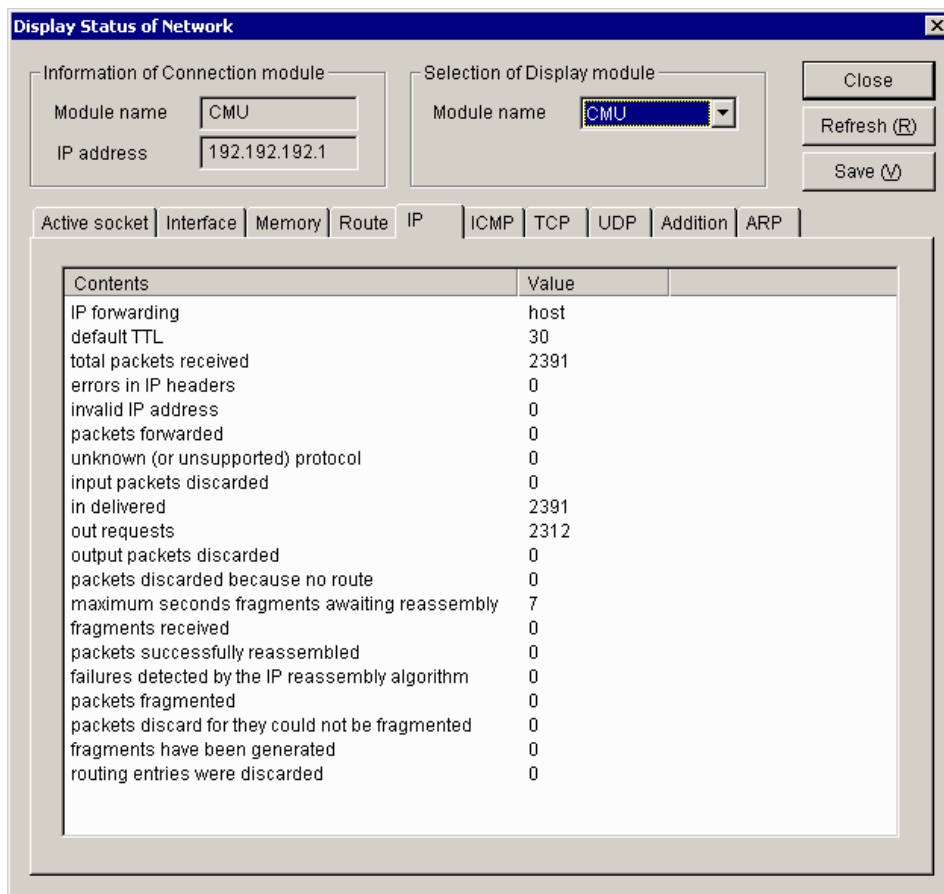 Display Status of Network
Information of Connection module
Module name CMU
IP address 192.192.192.1
Selection of Display module
Module name CMU
Close
Refresh (R)
Save (V)
Active socket Interface Memory Route IP ICMP TCP UDP Addition ARP
Contents Value
IP forwarding host
default TTL 30
total packets received 2391
errors in IP headers 0
invalid IP address 0
packets forwarded 0
unknown (or unsupported) protocol 0
input packets discarded 0
in delivered 2391
out requests 2312
output packets discarded 0
packets discarded because no route 0
maximum seconds fragments awaiting reassembly 7
fragments received 0
packets successfully reassembled 0
failures detected by the IP reassembly algorithm 0
packets fragmented 0
packets discard for they could not be fragmented 0
fragments have been generated 0
routing entries were discarded 0